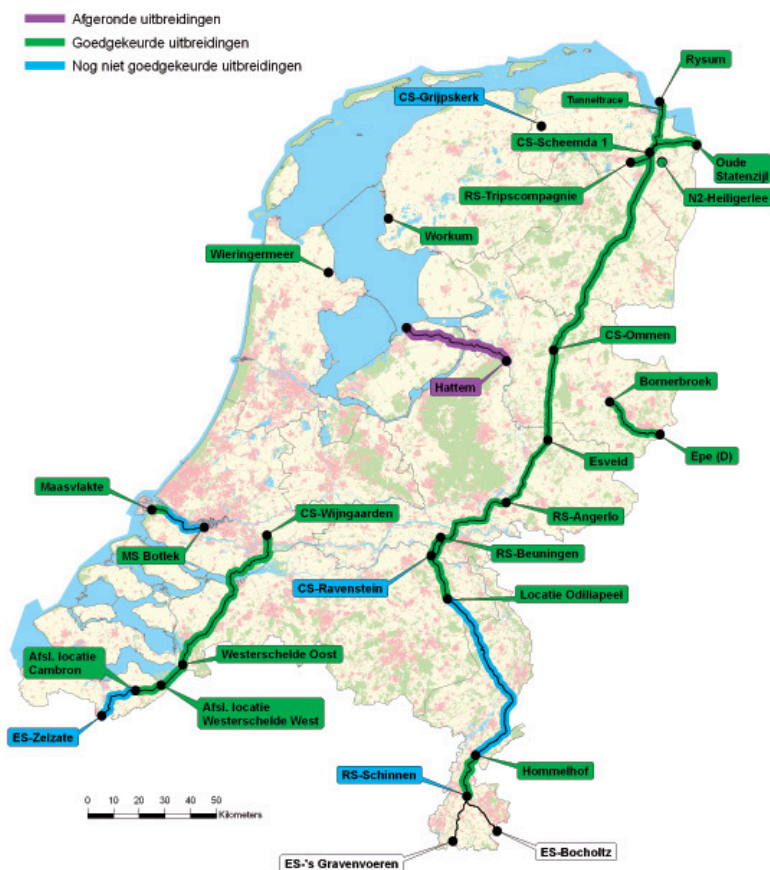 Afgeronde uitbreidingen
Goedgekeurde uitbreidingen
Nog niet goedgekeurde uitbreidingen
Rysum
CS-Grijpskerk
Tunneltrace
CS-Scheemda 1
Oude
Statenzijl
RS-Tripscompagnie
N2-Heiligerlee
Workum
Wieringermeer
CS-Ommen
Hattem
Bornerbroek
Epe (D)
Esveld
Maasvlakte
CS-Wijngaarden
RS-Angerlo
MS Botlek
RS-Beuningen
CS-Ravenstein
Locatie Odiliapeel
Westerschelde Oost
Afsl. locatie
Cambron
Afsl. locatie
Westerschelde West
ES-Zelzate
Hommelhof
RS-Schinnen
0 10 20 30 40 50
Kilometers
ES-Bocholtz
ES-'s Gravenvoeren